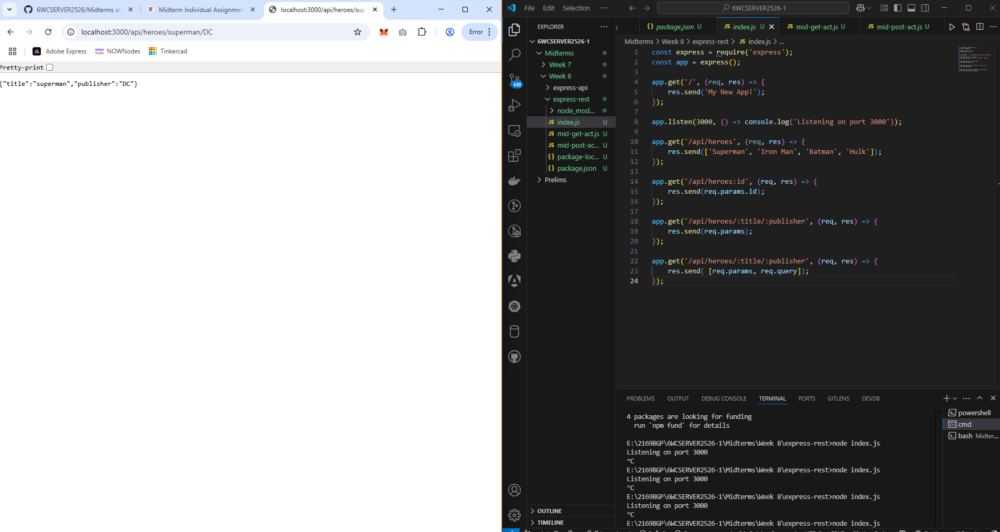 6WCSERVER2526/Midterms at
Midterm Individual Assignmen
localhost:3000/api/heroes/sup
localhost:3000/api/heroes/superman/DC
Error
Adobe Express
NOW Nodes
NOWNodes
Tinkercad
Pretty-print
{"title":"superman","publisher":"DC"}
File Edit Selection ···
6WCSERVER2526-1
EXPLORER ···
6WCSERVER2526-1
Midterms
Week 7
Week 8
express-api
express-rest
node_mod...
JS index.js U
JS mid-get-act.js U
JS mid-post-ac... U
{} package-loc... U
{} package.json U
Prelims
610
OUTLINE
TIMELINE
s
{} package.json U
JS index.js U
JS mid-get-act.js U
JS mid-post-act.js U
Midterms > Week 8 > express-rest > JS index.js > ...
1 const express = require('express');
2 const app = express();
3
4 app.get('/', (req, res) => {
5 res.send('My New App!');
6 });
7
8 app.listen(3000, () => console.log('Listening on port 3000'));
9
10 app.get('/api/heroes', (req, res) => {
11 res.send(['Superman', 'Iron Man', 'Batman', 'Hulk']);
12 });
13
14 app.get('/api/heroes:id', (req, res) => {
15 res.send(req.params.id);
16 });
17
18 app.get('/api/heroes/:title/:publisher', (req, res) => {
19 res.send(req.params);
20 });
21
22 app.get('/api/heroes/:title/:publisher', (req, res) => {
23 res.send( [req.params, req.query]);
24 });
PROBLEMS OUTPUT DEBUG CONSOLE TERMINAL PORTS GITLENS DEVDB
4 packages are looking for funding
run `npm fund` for details
E:\2169BGP\6WCSERVER2526-1\Midterms\Week 8\express-rest>node index.js
Listening on port 3000
^C
E:\2169BGP\6WCSERVER2526-1\Midterms\Week 8\express-rest>node index.js
Listening on port 3000
^C
E:\2169BGP\6WCSERVER2526-1\Midterms\Week 8\express-rest>node index.js
Listening on port 3000
^C
E:\2169BGP\6WCSERVER2526-1\Midterms\Week 8\express-rest>node index.js
powershell
cmd
bash Midter...